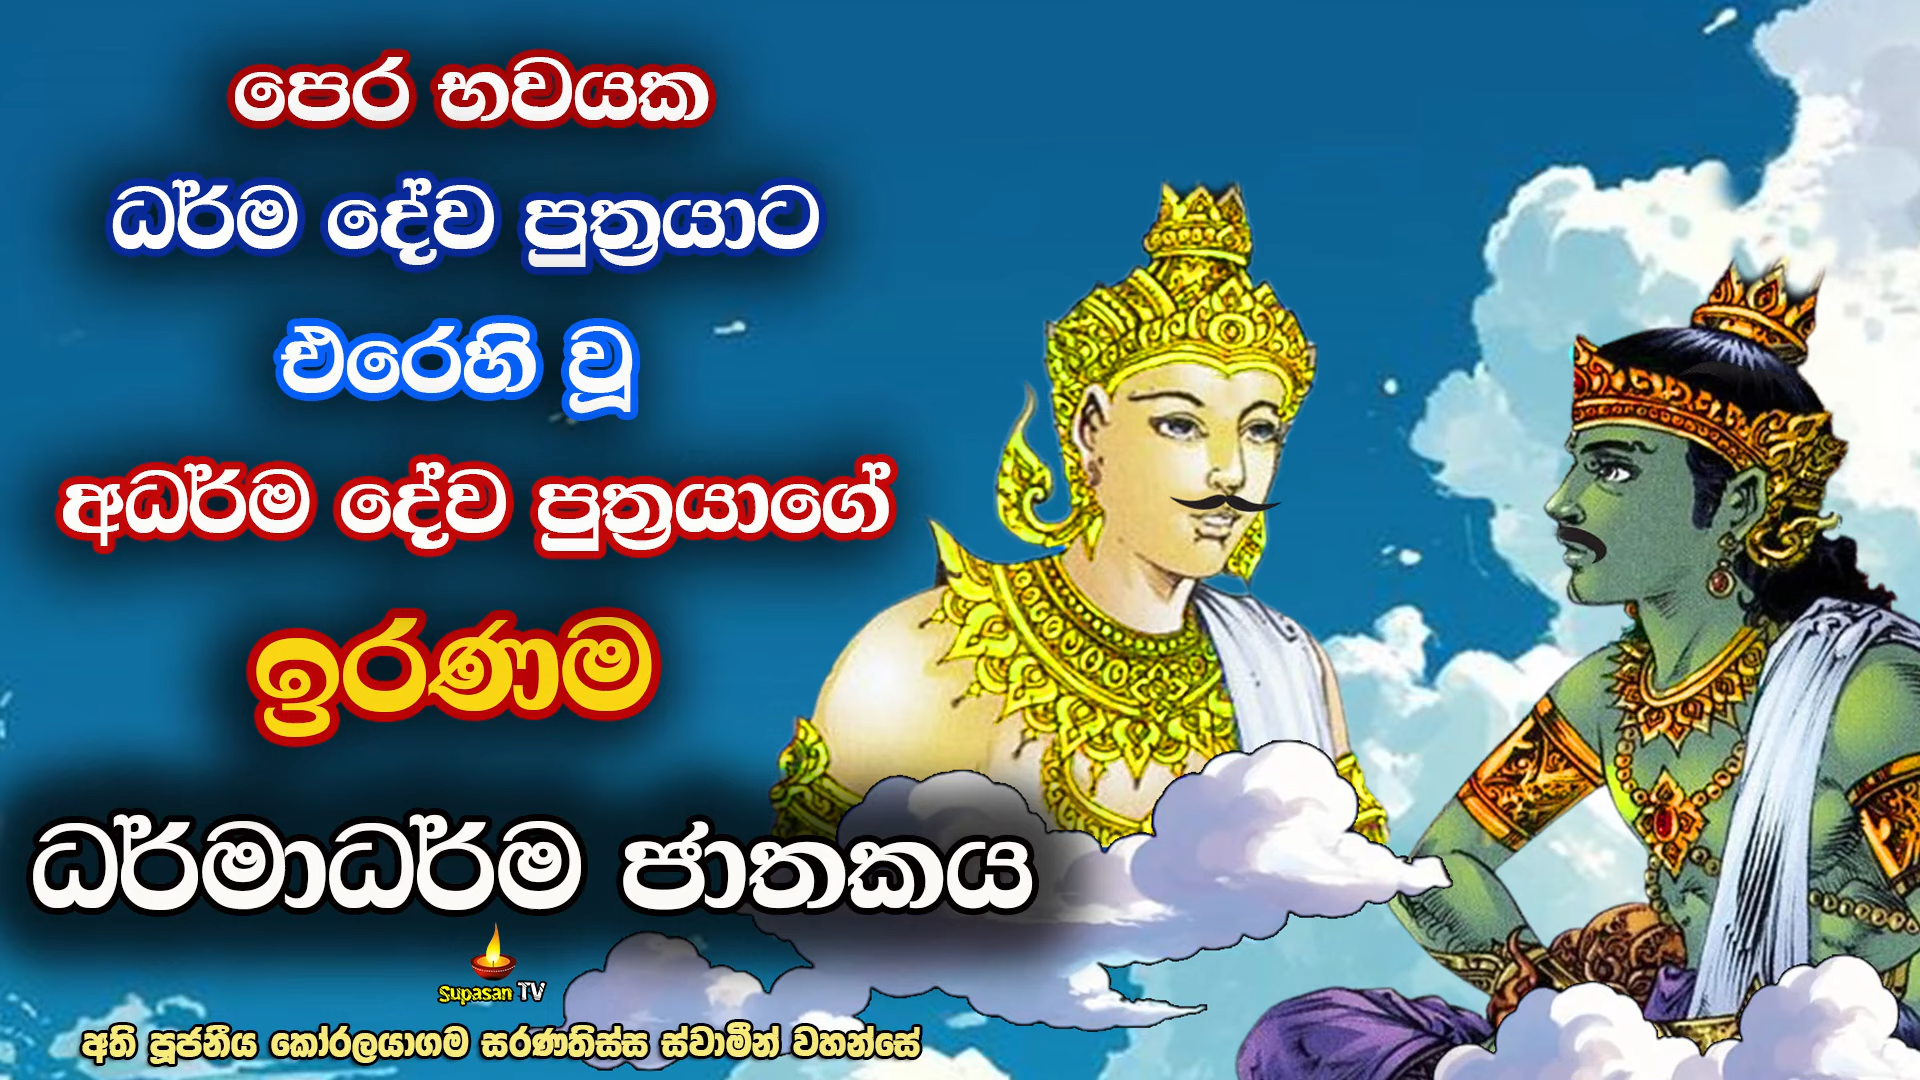 පෙර භවයක
ධර්ම දේව පුත්‍රයාට
එරෙහි වූ
අධර්ම දේව පුත්‍රයාගේ
ඉරණම
ධර්මාධර්ම ජාතකය
Supasan TV
අති පූජනීය කෝරලයාගම සරණතිස්ස ස්වාමීන් වහන්සේ